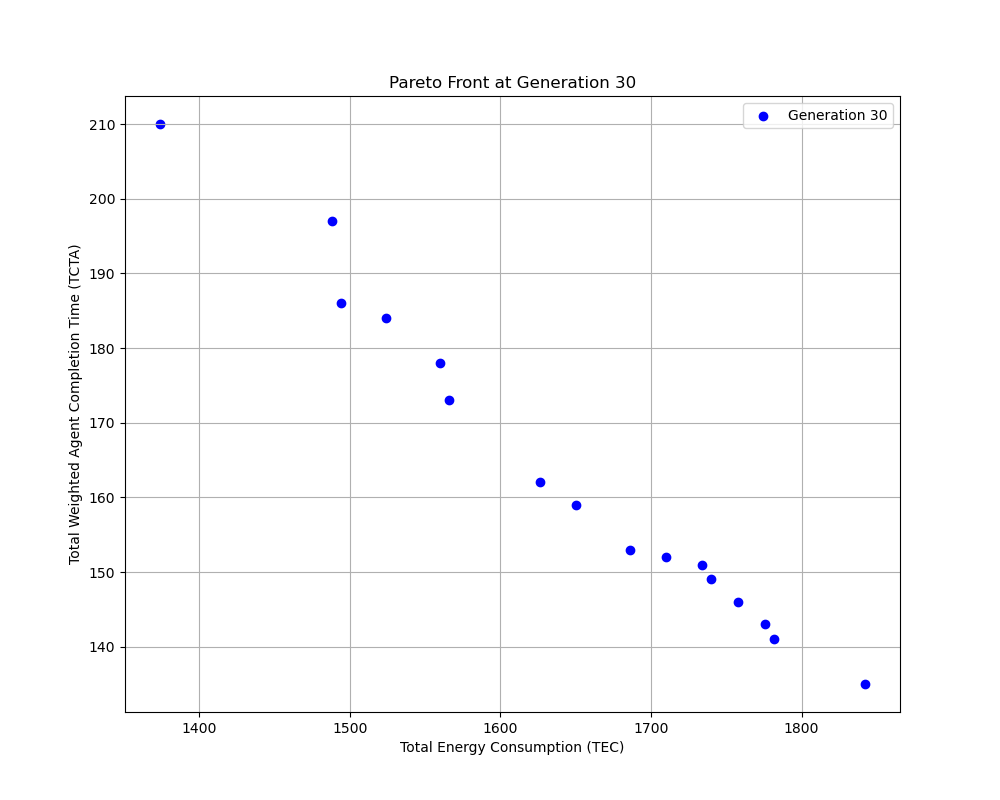 Pareto Front at Generation 30
Generation 30
210
200
190
180
170
160
150
140
Total Weighted Agent Completion Time (TCTA)
1400 1500 1600 1700 1800
Total Energy Consumption (TEC)